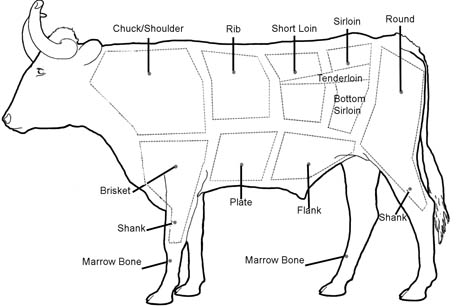 Chuck/Shoulder
Rib
Short Loin
Sirloin
Round
Tenderloin
Bottom
Sirloin
Brisket
Plate
Flank
Shank
Shank
Marrow Bone
Marrow Bone